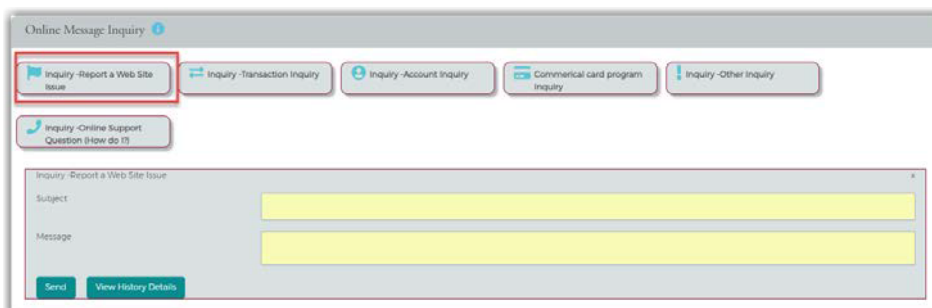 Online Message Inquiry
Inquiry -Report a Web Site
Issue
Inquiry -Transaction Inquiry
Inquiry -Account Inquiry
Commerical card program
Inquiry
Inquiry -Other Inquiry
Inquiry -Online Support
Question (How do I?)
Inquiry -Report a Web Site Issue
x
Subject
Message
Send
View History Details